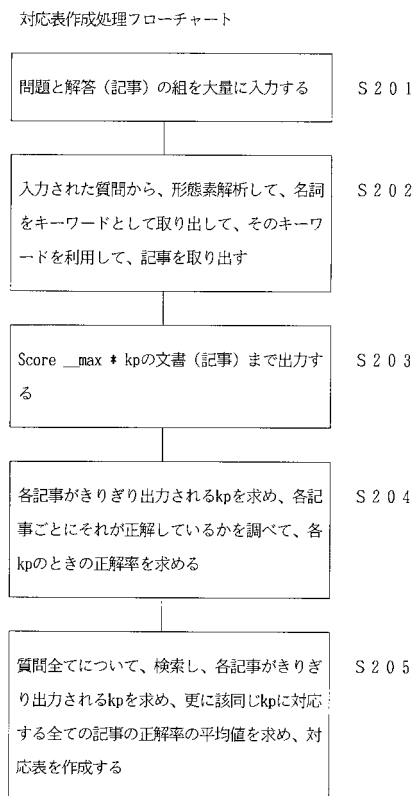 対応表作成処理フローチャート
問題と解答（記事）の組を大量に入力する
S201
入力された質問から、形態素解析して、名詞
S202
をキーワードとして取り出して、そのキーワ
ードを利用して、記事を取り出す
Score __max * kpの文書（記事）まで出力す
S203
る
各記事がきりぎり出力されるkpを求め、各記
S204
事ごとにそれが正解しているかを調べて、各
kpのときの正解率を求める
質問全てについて、検索し、各記事がきりぎ
S205
り出力されるkpを求め、更に該同じkpに対応
する全ての記事の正解率の平均値を求め、対
応表を作成する